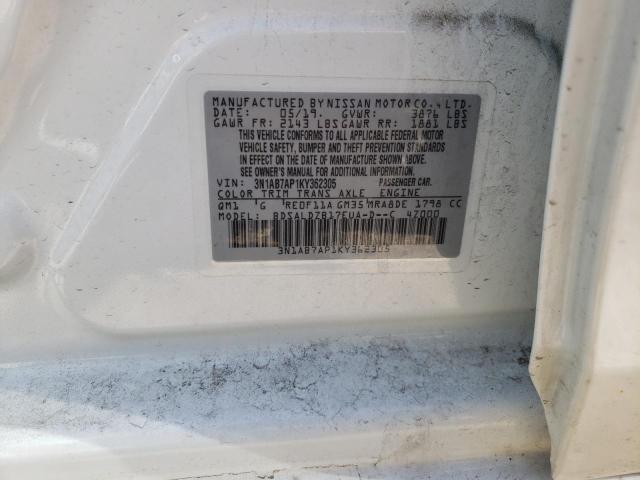 MANUFACTURED BY NISSAN MOTOR CO., LTD.
DATE: 05/19. GVWR: 3876 LBS
GAWR FR: 2143 LBS GAWR RR: 1881 LBS
THIS VEHICLE CONFORMS TO ALL APPLICABLE FEDERAL MOTOR
VEHICLE SAFETY, BUMPER AND THEFT PREVENTION STANDARDS
IN EFFECT ON THE DATE OF MANUFACTURE SHOWN ABOVE.
SEE OWNER'S MANUAL FOR ADDITIONAL INFORMATION.
VIN: 3N1AB7AP1KY362305 PASSENGER CAR.
COLOR TRIM TRANS AXLE ENGINE
QM1 G RE0F11A GM35 MRA8DE 1798 CC
MODEL: BDSALDZB17EUA-D--C 47000
3N1AB7AP1KY362305